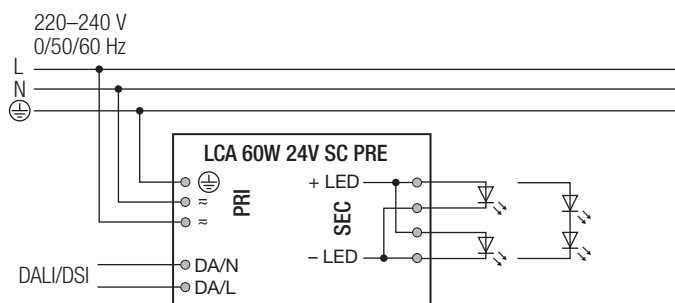 220–240 V
0/50/60 Hz
L
N
LCA 60W 24V SC PRE
PRI
≂
≂
+ LED
SEC
– LED
DALI/DSI
DA/N
DA/L